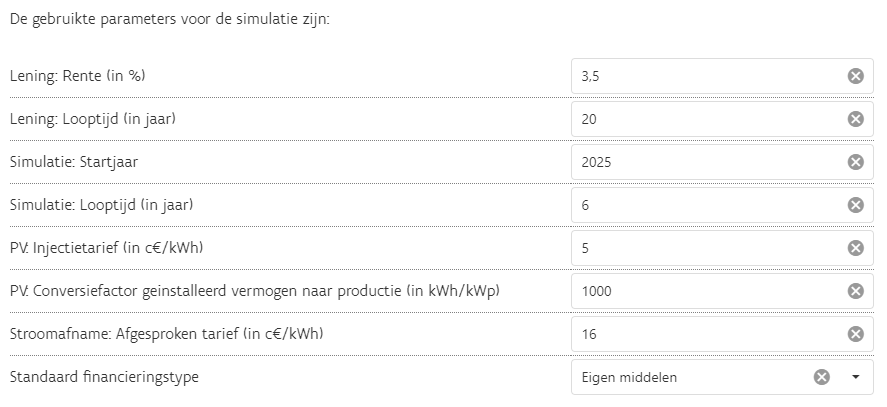 De gebruikte parameters voor de simulatie zijn:
Lening: Rente (in %) 3,5
Lening: Looptijd (in jaar) 20
Simulatie: Startjaar 2025
Simulatie: Looptijd (in jaar) 6
PV: Injectietarief (in c€/kWh) 5
PV: Conversiefactor geinstalleerd vermogen naar productie (in kWh/kWp) 1000
Stroomafname: Afgesproken tarief (in c€/kWh) 16
Standaard financieringstype Eigen middelen